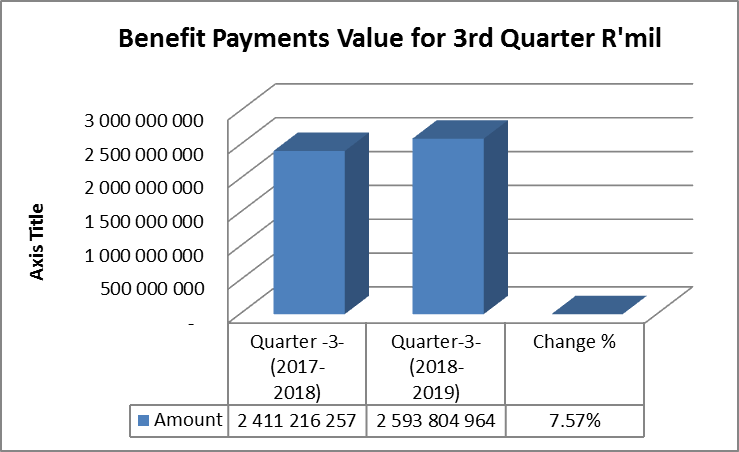 Benefit Payments Value for 3rd Quarter R'mil
3 000 000 000
2 500 000 000
2 000 000 000
1 500 000 000
1 000 000 000
500 000 000
-
Axis Title
Quarter -3-
(2017-
2018)
Quarter-3-
(2018-
2019)
Change %
Amount 2 411 216 257 2 593 804 964 7.57%